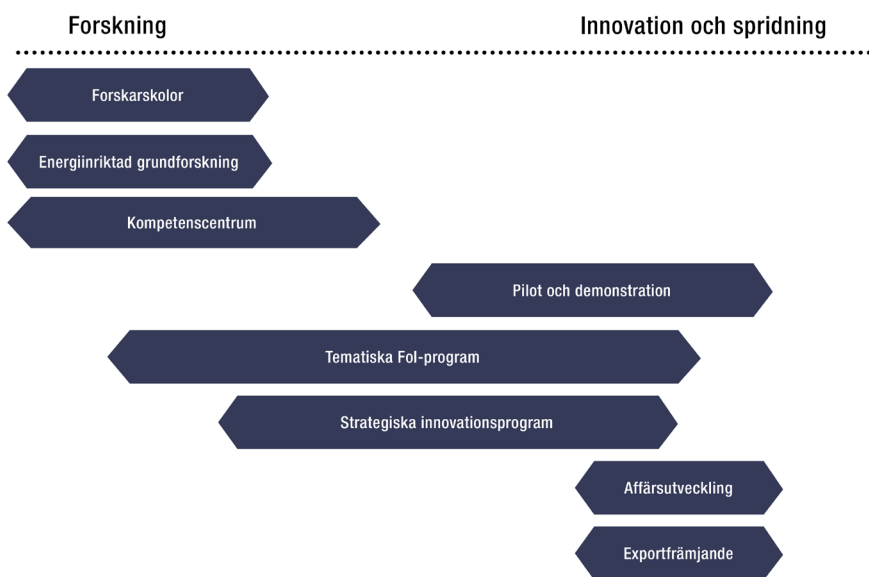 Forskning
Innovation och spridning
Forskarskolor
Energiinriktad grundforskning
Kompetenscentrum
Pilot och demonstration
Tematiska FoI-program
Strategiska innovationsprogram
Affärsutveckling
Exportfrämjande